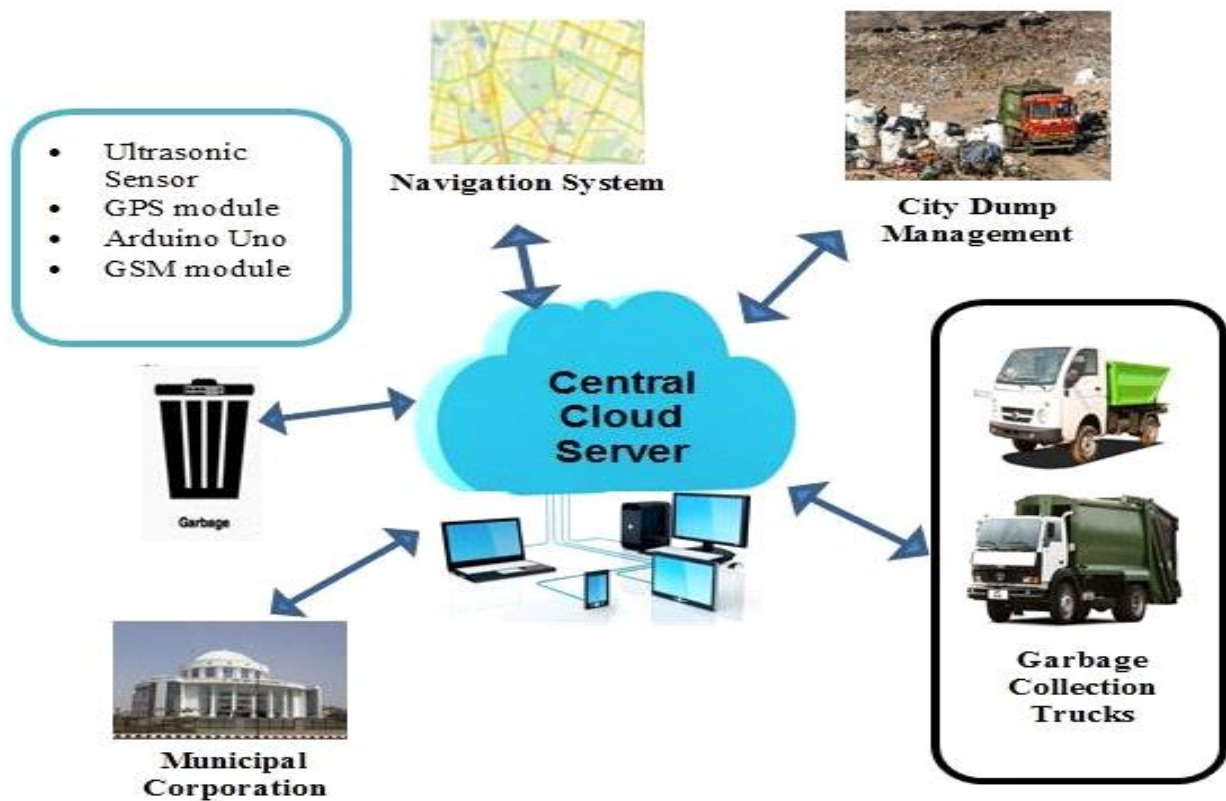 Navigation System
City Dump
Management
• Ultrasonic
Sensor
• GPS module
• Arduino Uno
• GSM module
Central
Cloud
Server
Garbage
Municipal
Corporation
Garbage
Collection
Trucks